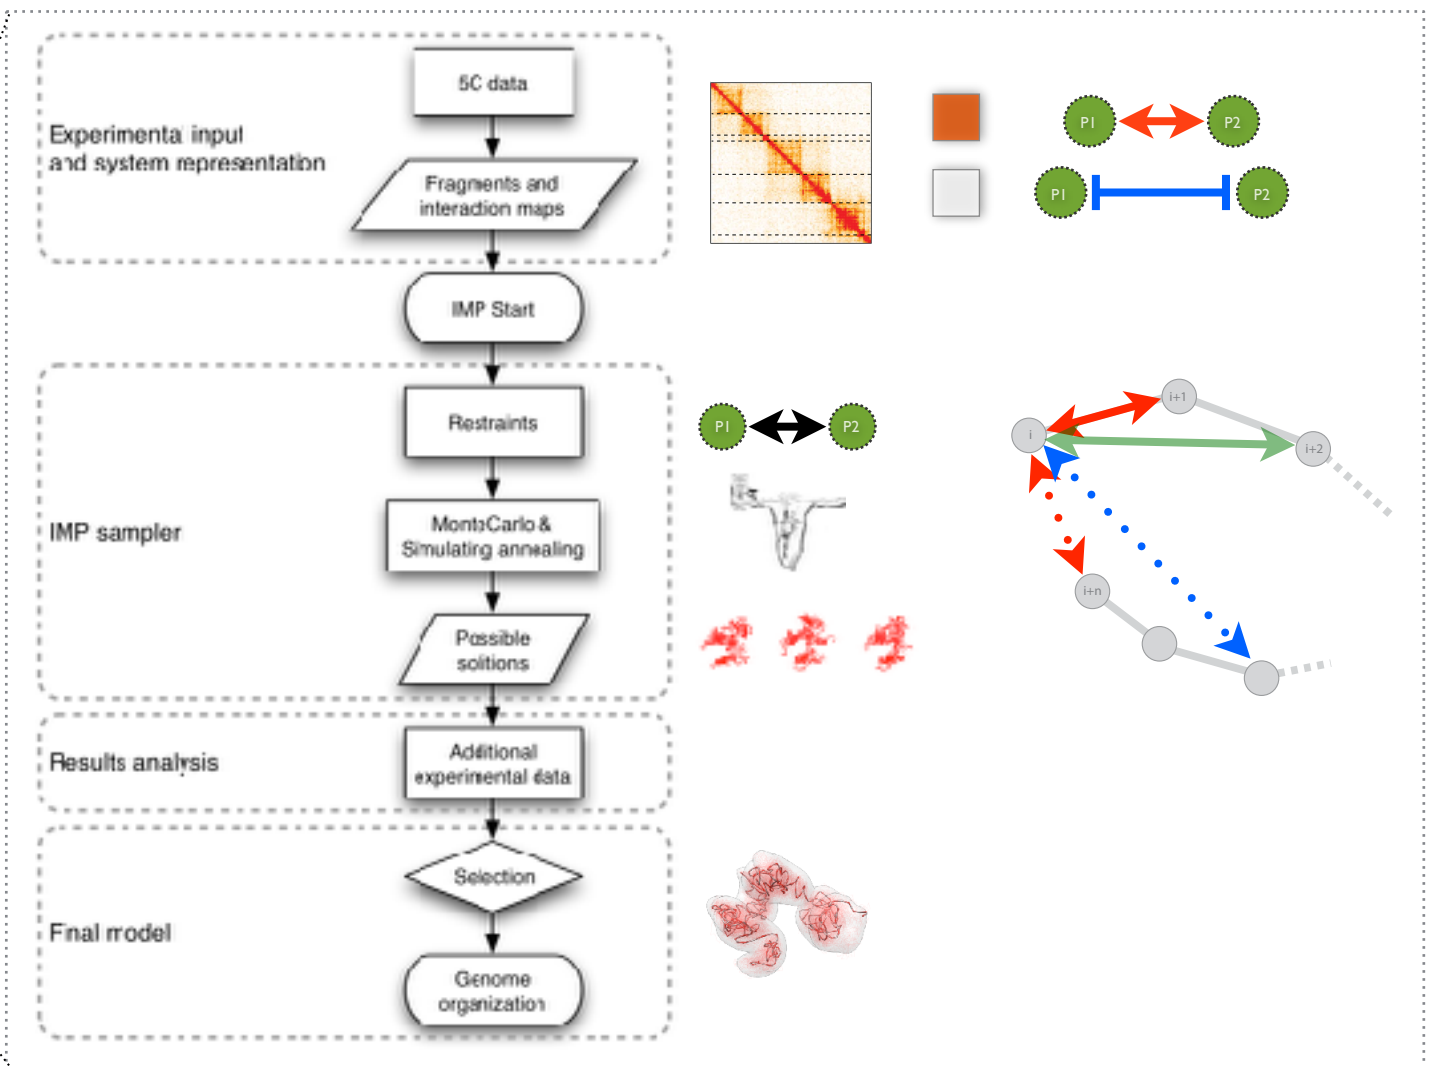 5C data
Experimental input
and system representation
Fragments and
interaction maps
P1
P2
P1
P2
IMP Start
Restraints
P1
P2
i
i+1
i+2
IMP sampler
MonteCarlo &
Simulating annealing
i+n
Possible
solitions
Results analysis
Additional
experimental data
Selection
Final model
Genome
organization